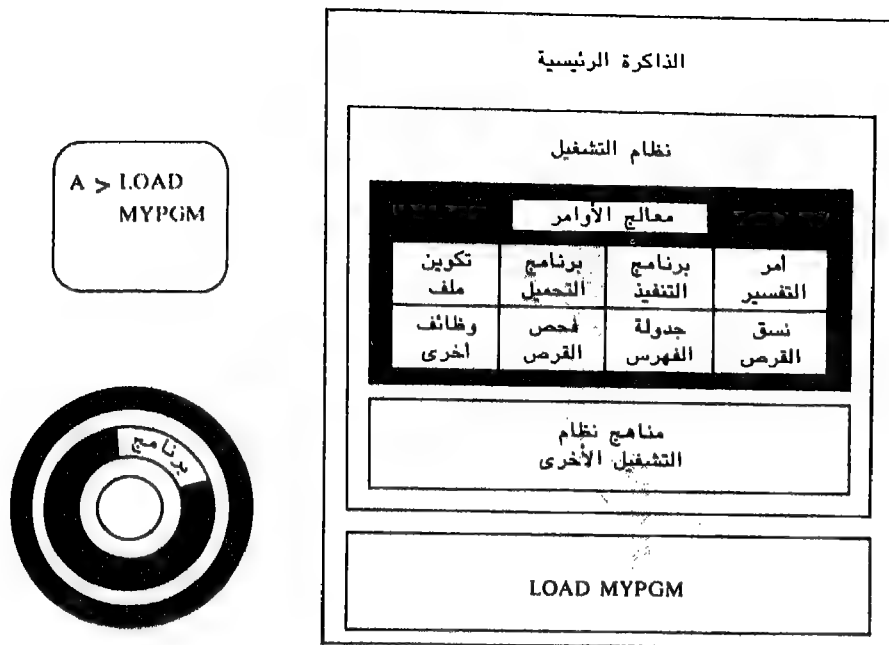 الذاكرة الرئيسية
نظام التشغيل
A > LOAD
MYPGM
معالج الأوامر
أمر
التفسير
برنامج
التنفيذ
برنامج
التحميل
تكوين
ملف
نسق
القرص
جدولة
الفهرس
فحص
القرص
وظائف
أخرى
برنامج
مناهج نظام
التشغيل الأخرى
LOAD MYPGM